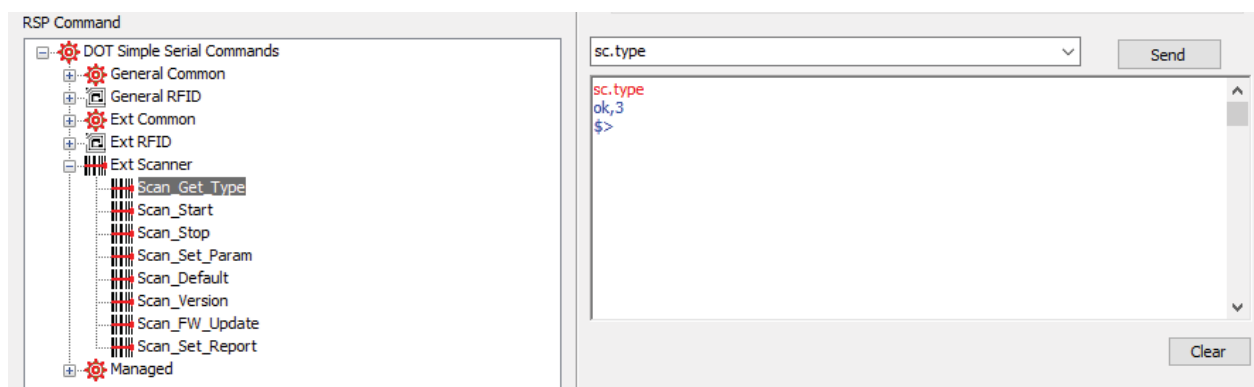 RSP Command
DOT Simple Serial Commands
General Common
General RFID
Ext Common
Ext RFID
Ext Scanner
Scan_Get_Type
Scan_Start
Scan_Stop
Scan_Set_Param
Scan_Default
Scan_Version
Scan_FW_Update
Scan_Set_Report
Managed
sc.type
Send
sc.type
ok,3
$>
Clear